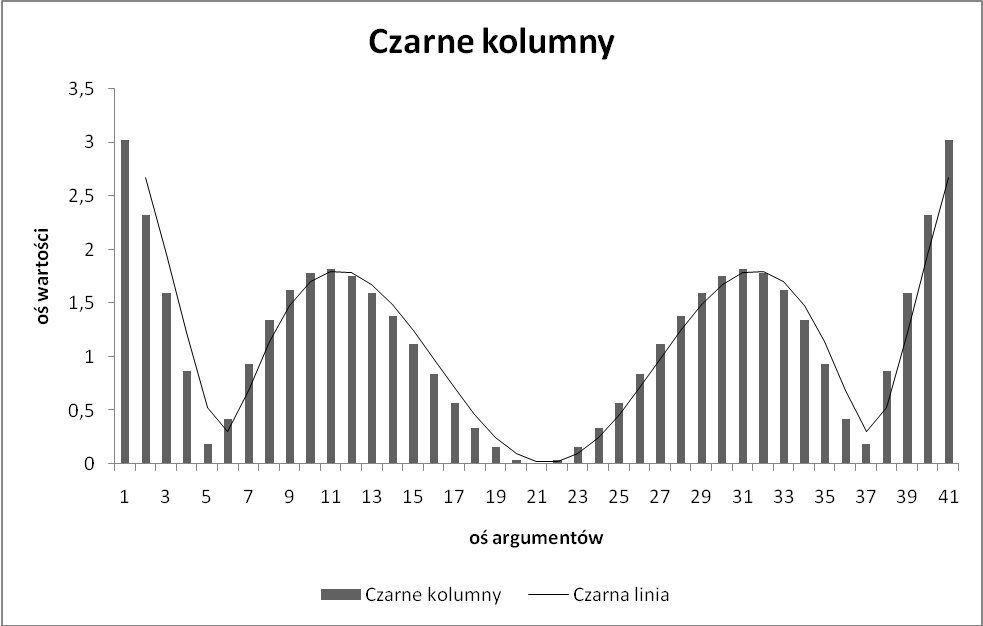 Czarne kolumny
oś wartości
3,5
3
2,5
2
1,5
1
0,5
0
1 3 5 7 9 11 13 15 17 19 21 23 25 27 29 31 33 35 37 39 41
oś argumentów
Czarne kolumny Czarna linia